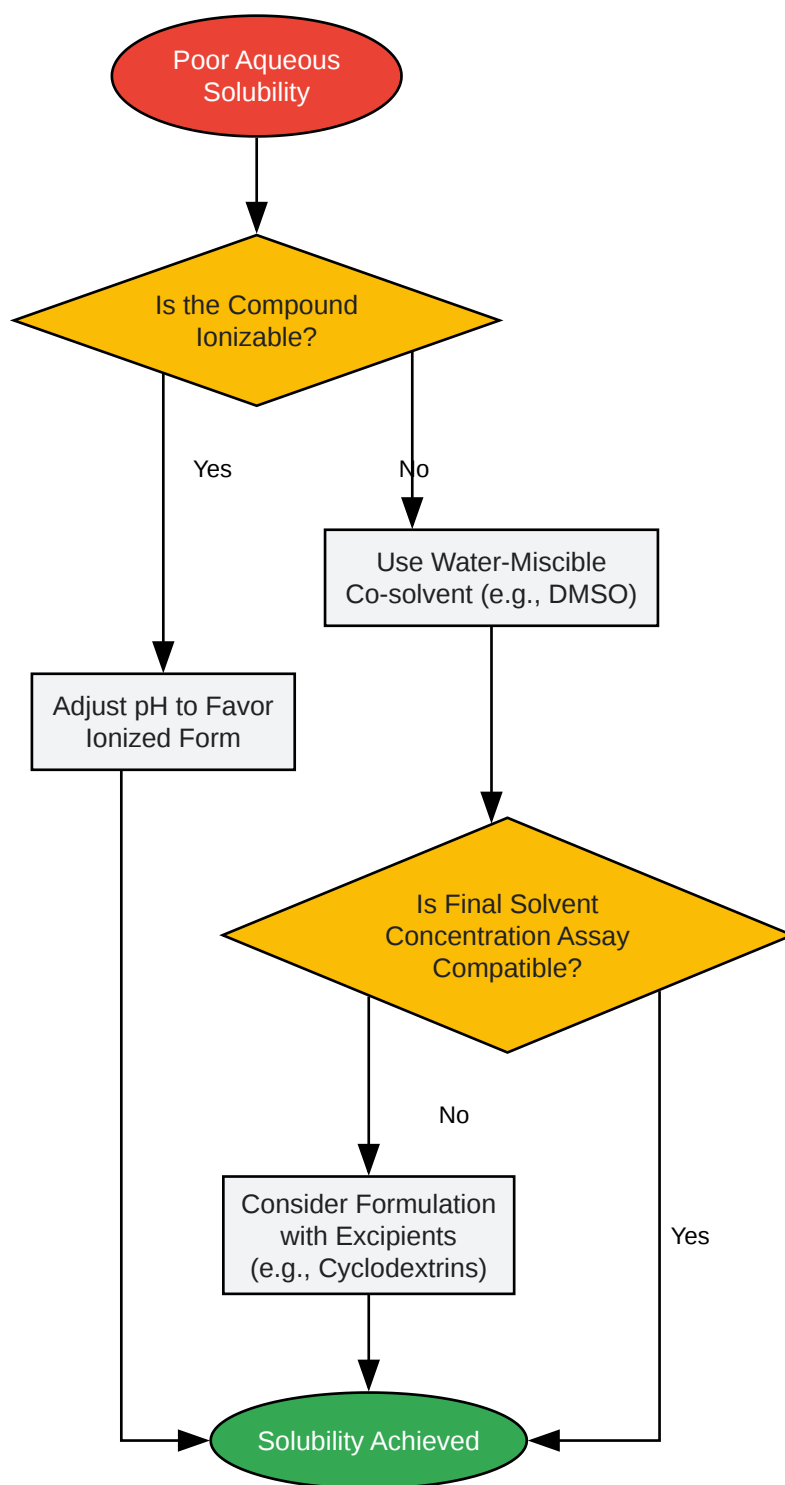 Poor Aqueous
Solubility
Is the Compound
Ionizable?
Yes
No
Use Water-Miscible
Co-solvent (e.g., DMSO)
Adjust pH to Favor
Ionized Form
Is Final Solvent
Concentration Assay
Compatible?
No
Consider Formulation
with Excipients
(e.g., Cyclodextrins)
Yes
Solubility Achieved